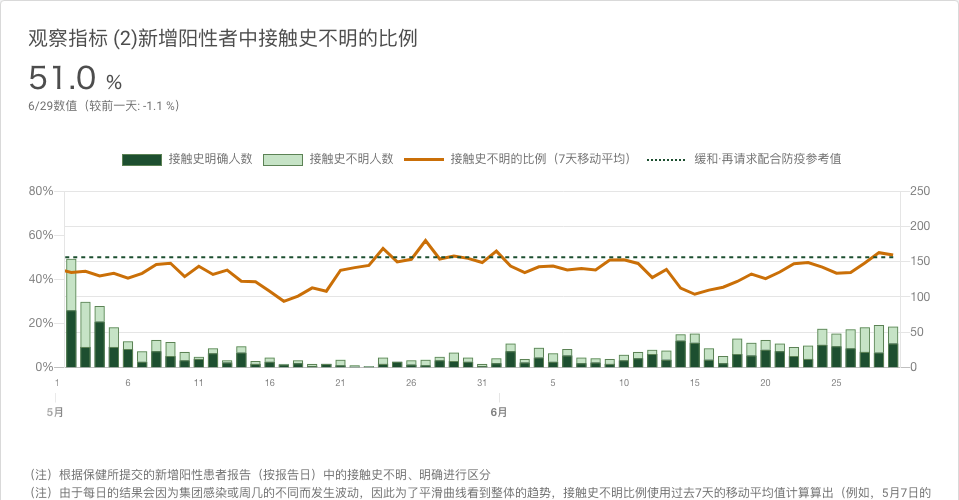 观察指标 (2)新增阳性者中接触史不明的比例
51.0 %
6/29数值（较前一天: -1.1 %）
接触史明确人数 接触史不明人数 接触史不明的比例（7天移动平均） 缓和·再请求配合防疫参考值
80% 250
200
60%
150
40%
100
20%
50
0% 0
1 6 11 16 21 26 31 5 10 15 20 25
5月 6月
（注）根据保健所提交的新增阳性患者报告（按报告日）中的接触史不明、明确进行区分
（注）由于每日的结果会因为集团感染或周几的不同而发生波动，因此为了平滑曲线看到整体的趋势，接触史不明比例使用过去7天的移动平均值计算算出（例如，5月7日的